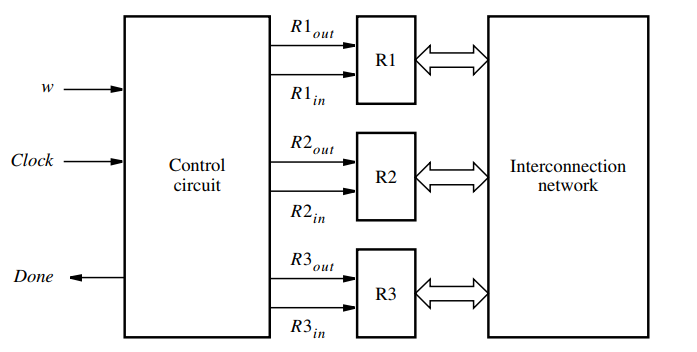 R1out
R1
R1in
w
R2out
Clock
Control
circuit
R2
Interconnection
network
R2in
R3out
Done
R3
R3in